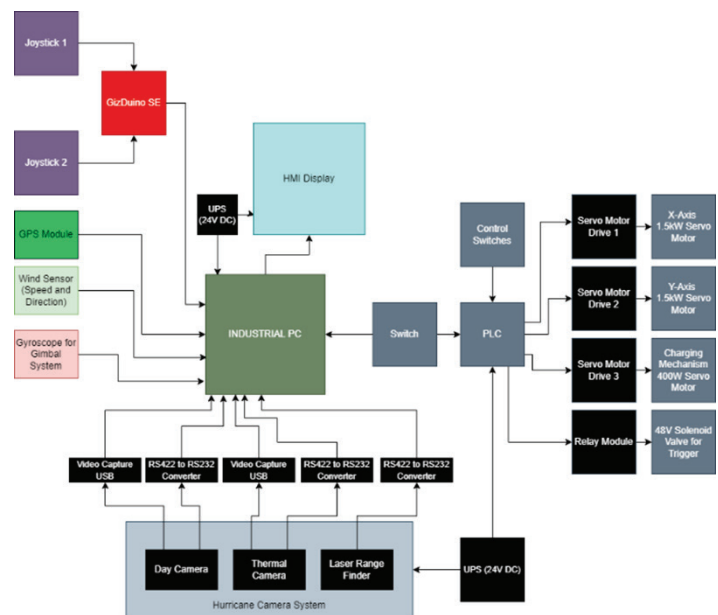 Joystick 1
GizDuino SE
Joystick 2
HMI Display
UPS
(24V DC)
GPS Module
Wind Sensor
(Speed and
Direction)
Gyroscope for
Gimbal System
INDUSTRIAL PC
Switch
Control
Switches
PLC
Servo Motor
Drive 1
X-Axis
1.5kW Servo
Motor
Servo Motor
Drive 2
Y-Axis
1.5kW Servo
Motor
Servo Motor
Drive 3
Charging
Mechanism
400W Servo
Motor
Relay Module
48V Solenoid
Valve for
Trigger
Video Capture
USB
RS422 to RS232
Converter
Video Capture
USB
RS422 to RS232
Converter
RS422 to RS232
Converter
Day Camera
Thermal
Camera
Laser Range
Finder
Hurricane Camera System
UPS (24V DC)